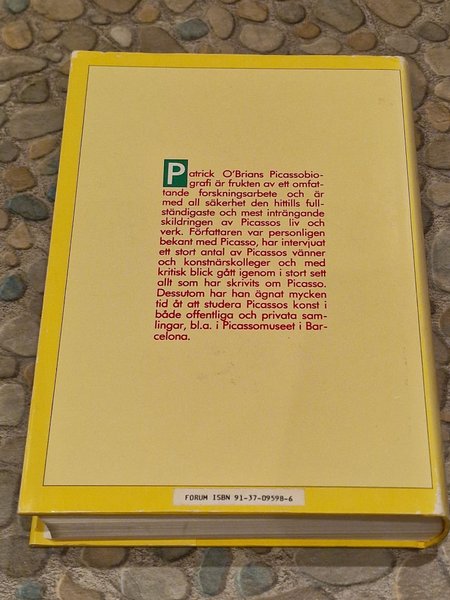 Patrick O'Brians Picassobio-
grafi är frukten av ett omfat-
tande forskningsarbete och är
med all säkerhet den hittills full-
ständigaste och mest inträngande
skildringen av Picassos liv och
verk. Författaren var personligen
bekant med Picasso, har intervjuat
ett stort antal av Picassos vänner
och konstnärskolleger och med
kritisk blick gått igenom i stort sett
allt som har skrivits om Picasso.
Dessutom har han ägnat mycken
tid åt att studera Picassos konst i
både offentliga och privata sam-
lingar, bl.a. i Picassomuseet i Bar-
celona.
FORUM ISBN 91-37-09598-6